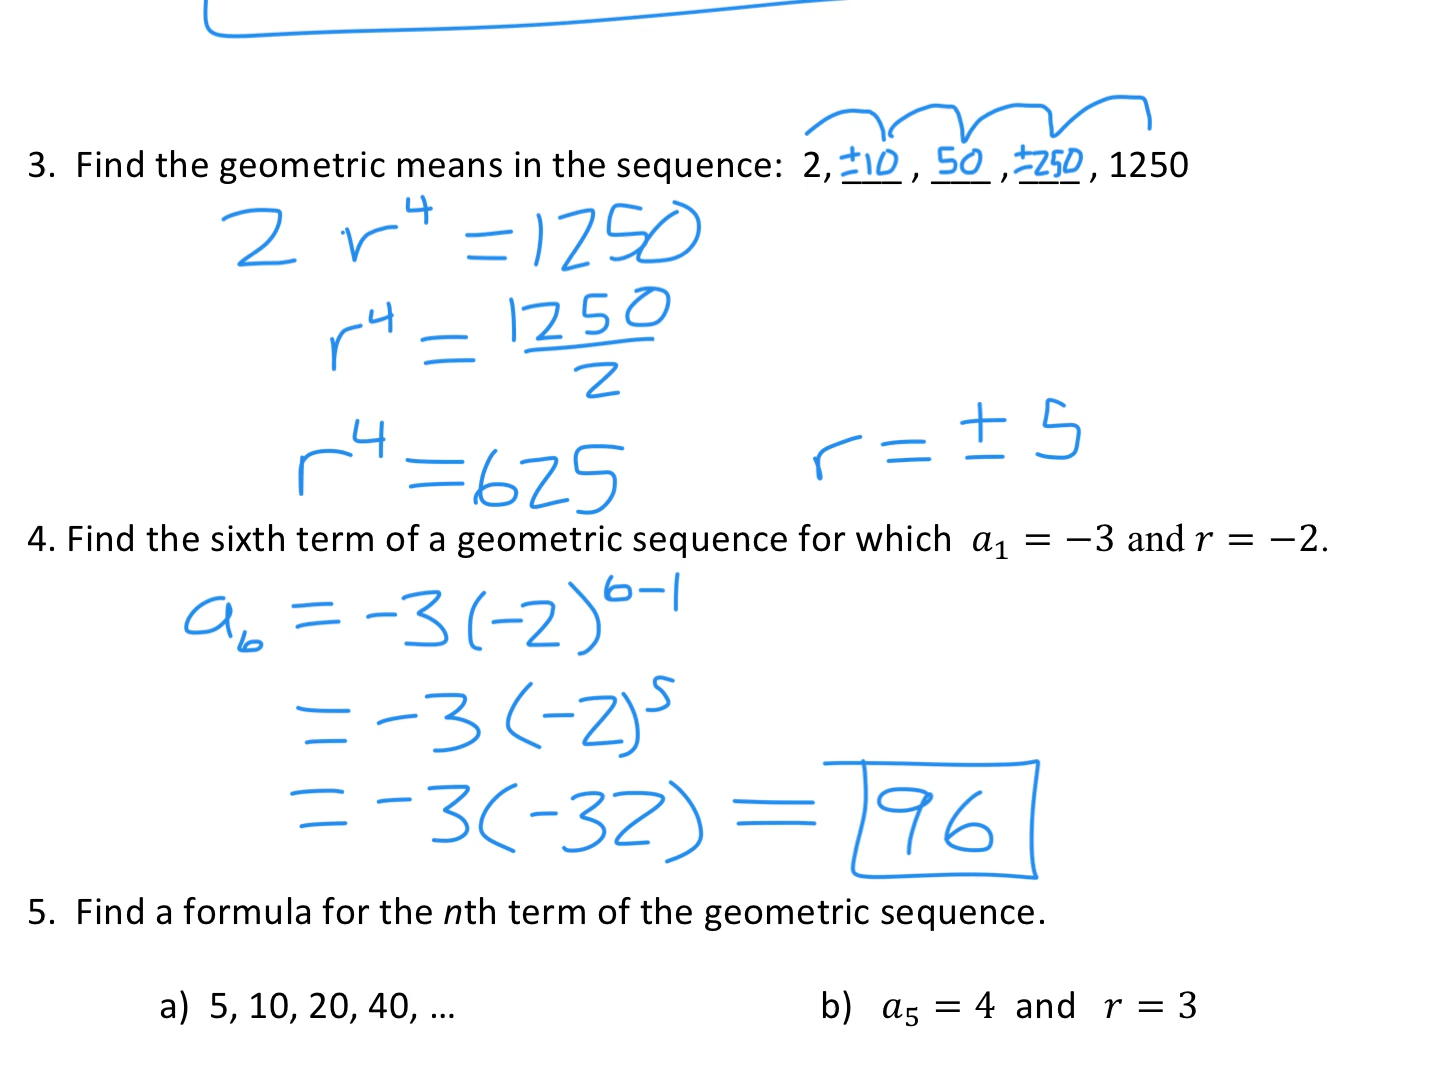 3. Find the geometric means in the sequence: 2, ±10, 50, ±250, 1250
2 r⁴ = 1250
r⁴ = 1250/2
r⁴ = 625 r = ± 5
4. Find the sixth term of a geometric sequence for which a₁ = −3 and r = −2.
a₆ = -3(-2)⁶⁻¹
= -3(-2)⁵
= -3(-32) = 96
5. Find a formula for the nth term of the geometric sequence.
a) 5, 10, 20, 40, ... b) a₅ = 4 and r = 3